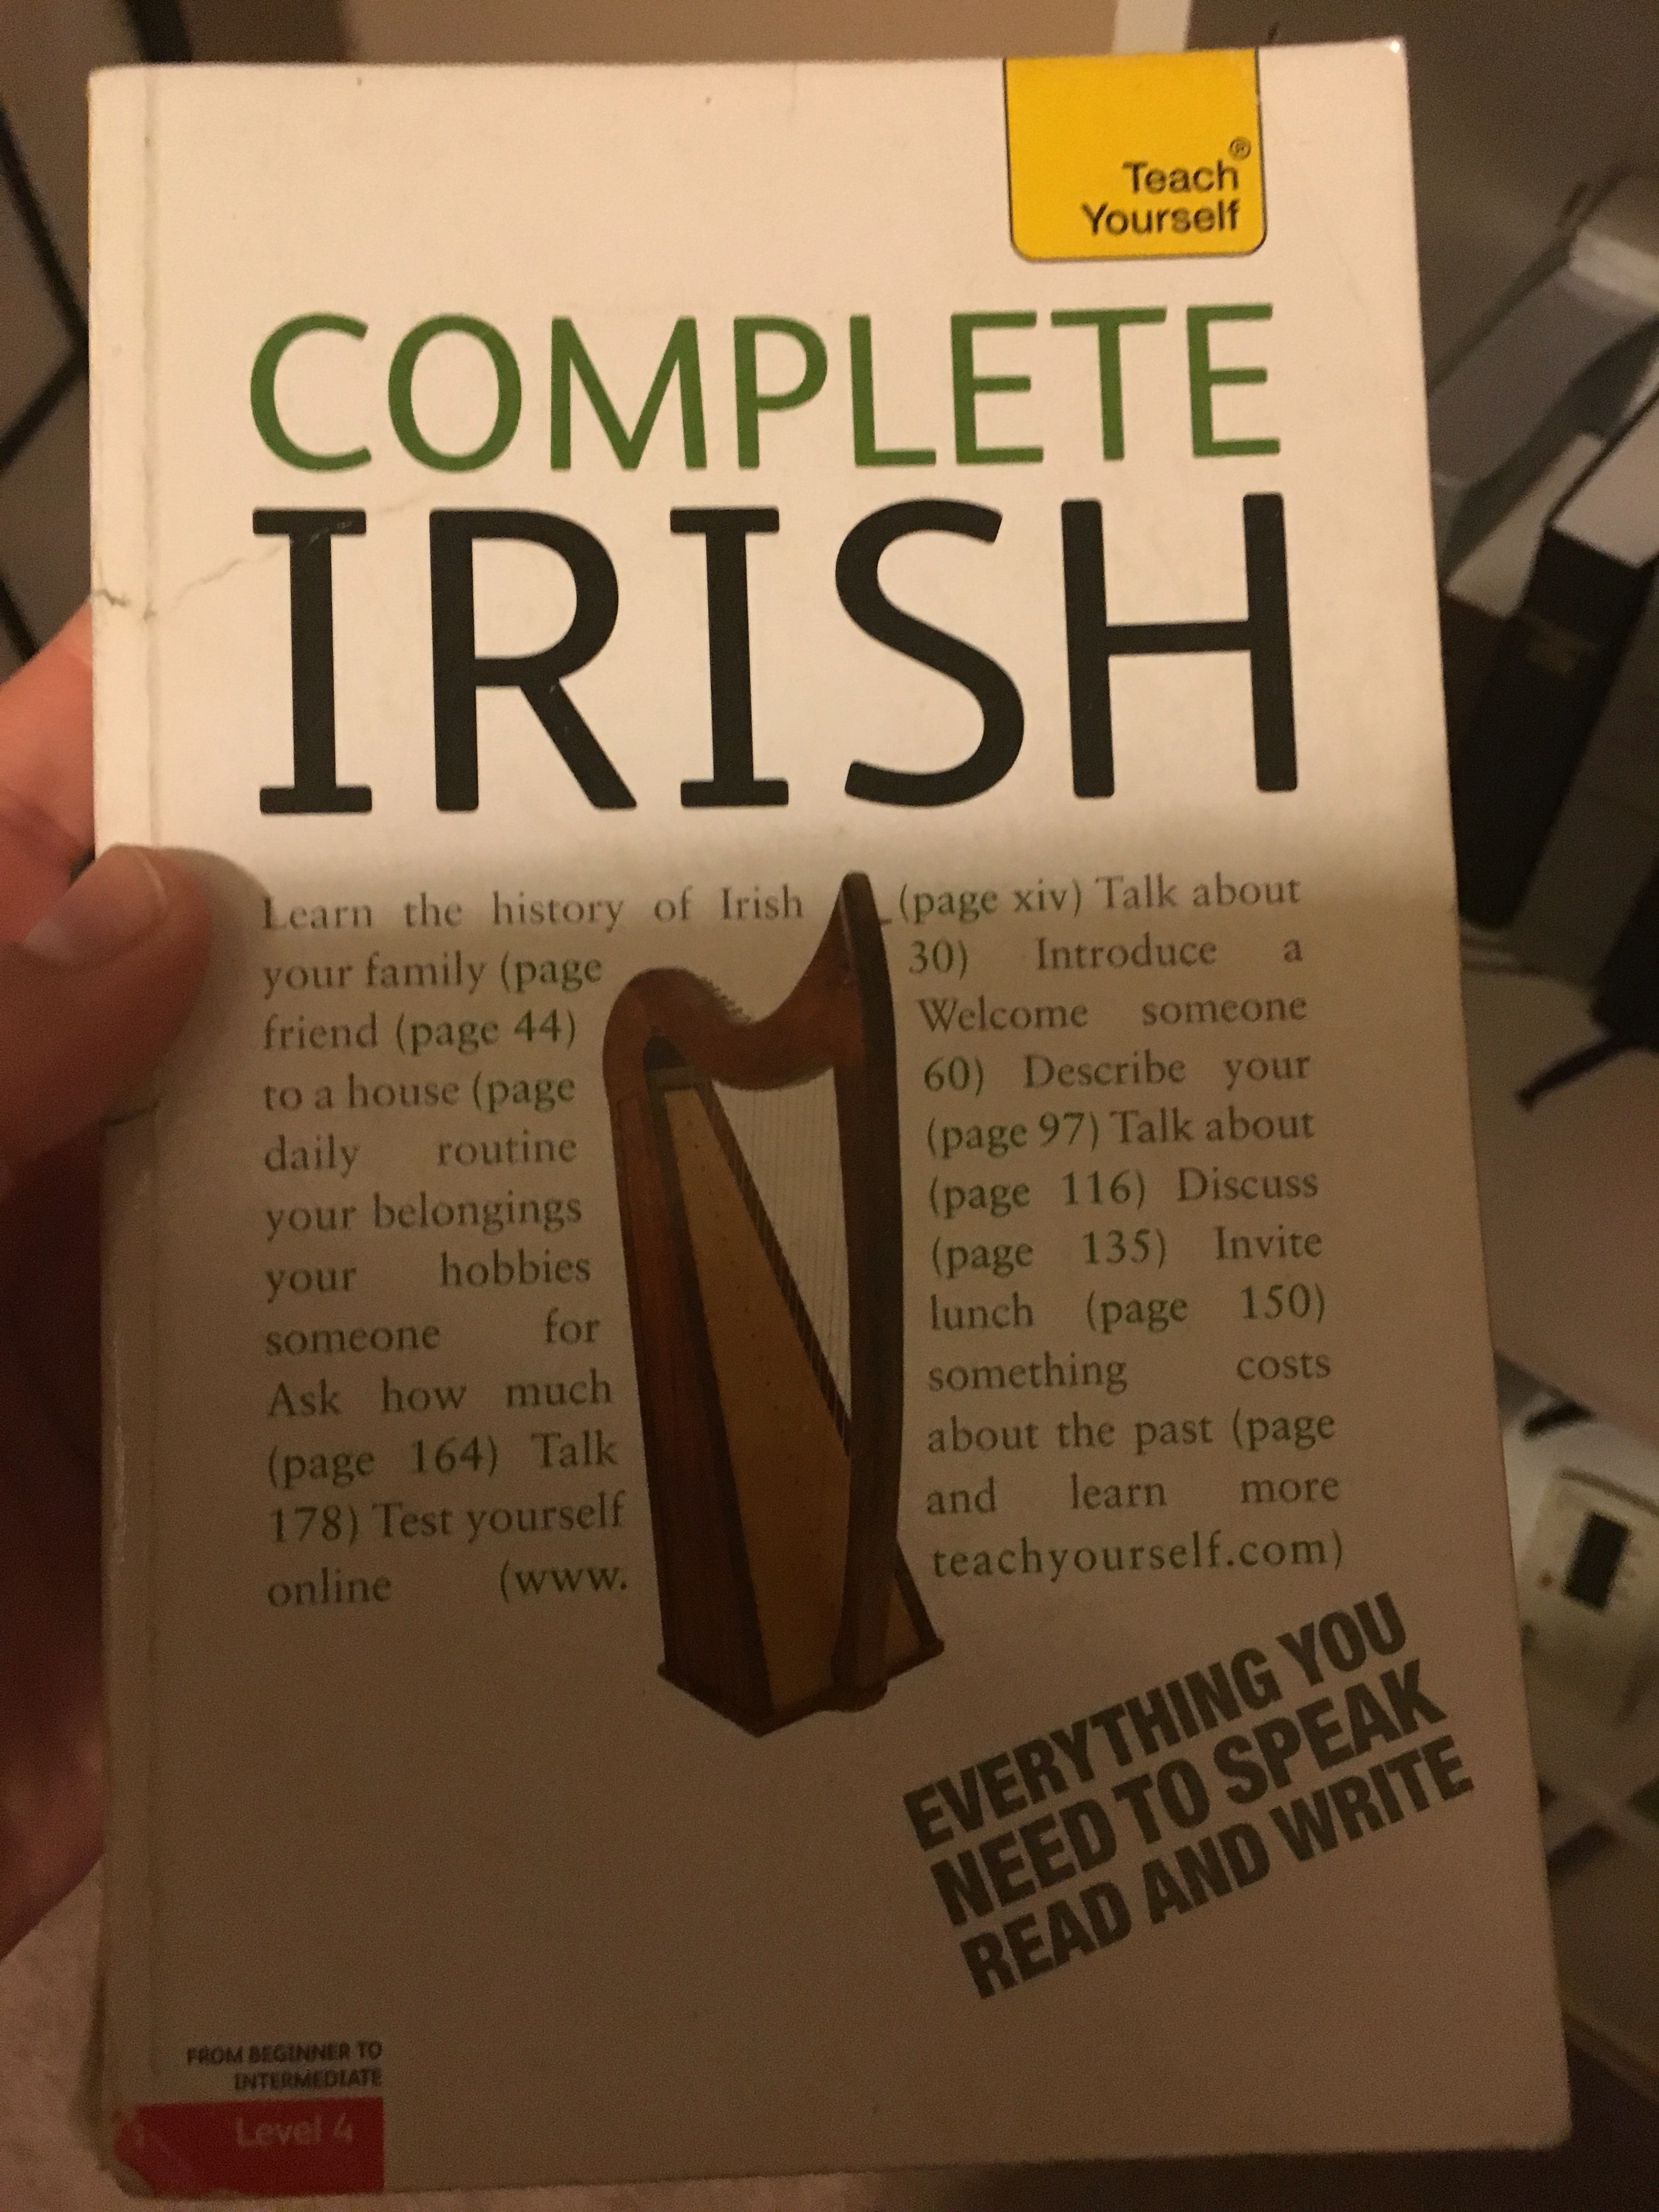 Teach®
Yourself
COMPLETE
IRISH
Learn the history of Irish (page xiv) Talk about
your family (page 30) Introduce a
friend (page 44) Welcome someone
to a house (page 60) Describe your
daily routine (page 97) Talk about
your belongings (page 116) Discuss
your hobbies (page 135) Invite
someone for lunch (page 150)
Ask how much something costs
(page 164) Talk about the past (page
178) Test yourself and learn more
online (www. teachyourself.com)
EVERYTHING YOU
NEED TO SPEAK
READ AND WRITE
FROM BEGINNER TO
INTERMEDIATE
Level 4